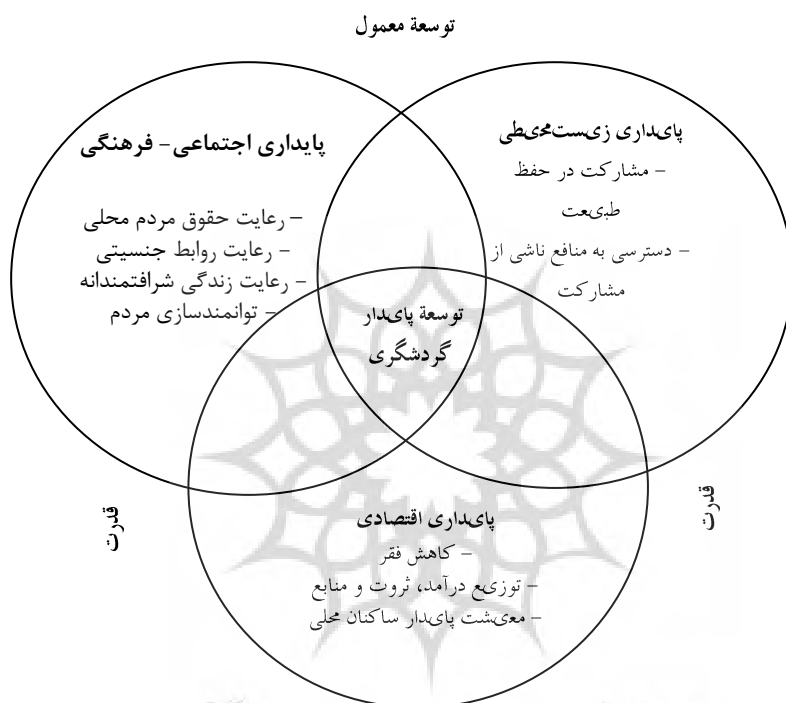 توسعة معمول
پایداری اجتماعی- فرهنگی
- رعایت حقوق مردم محلی
- رعایت روابط جنسیتی
- رعایت زندگی شرافتمندانه
- توانمندسازی مردم
پایداری زیست‌محیطی
- مشارکت در حفظ
طبیعت
- دسترسی به منافع ناشی از
مشارکت
توسعة پایدار
گردشگری
قدرت
قدرت
پایداری اقتصادی
- کاهش فقر
- توزیع درآمد، ثروت و منابع
- معیشت پایدار ساکنان محلی